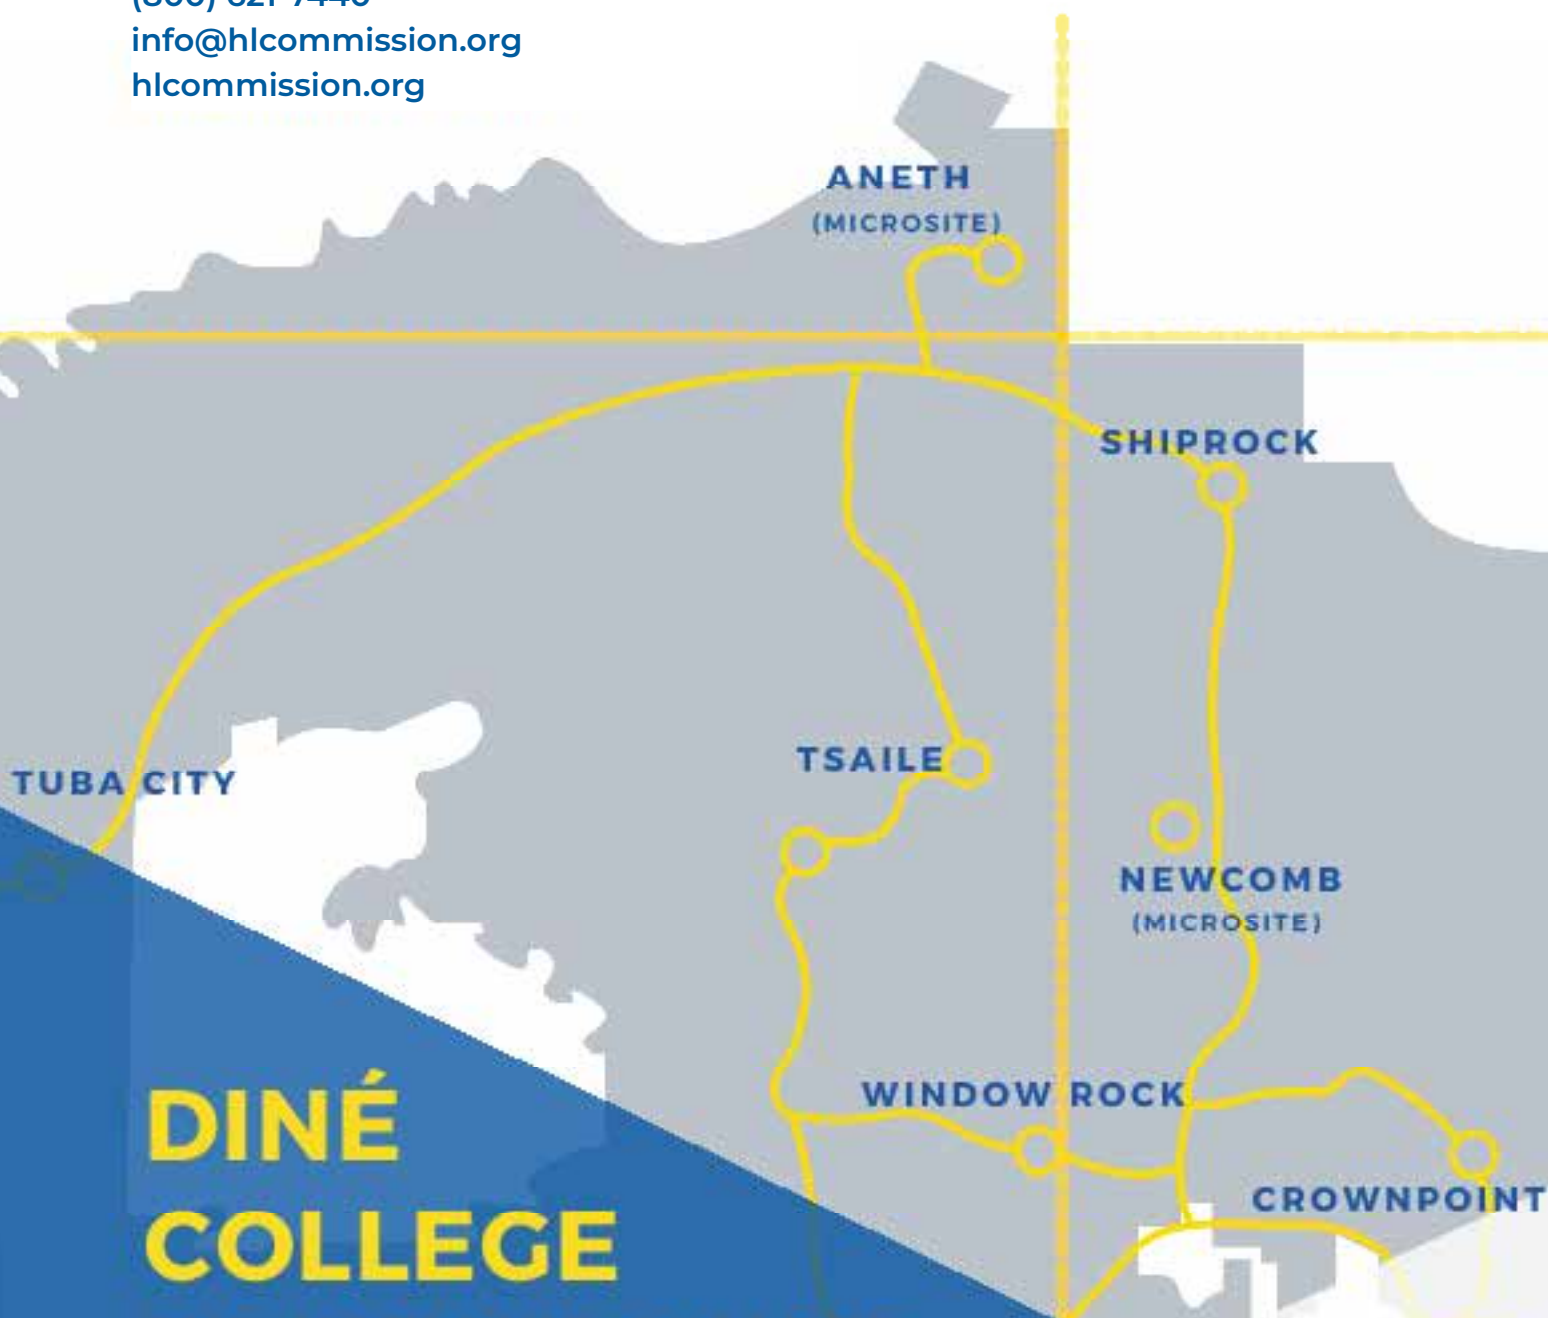 info@hlcommission.org
hlcommission.org
ANETH
(MICROSITE)
SHIPROCK
TSAILE
TUBA CITY
NEWCOMB
(MICROSITE)
WINDOW ROCK
CROWNPOINT
DINÉ
COLLEGE